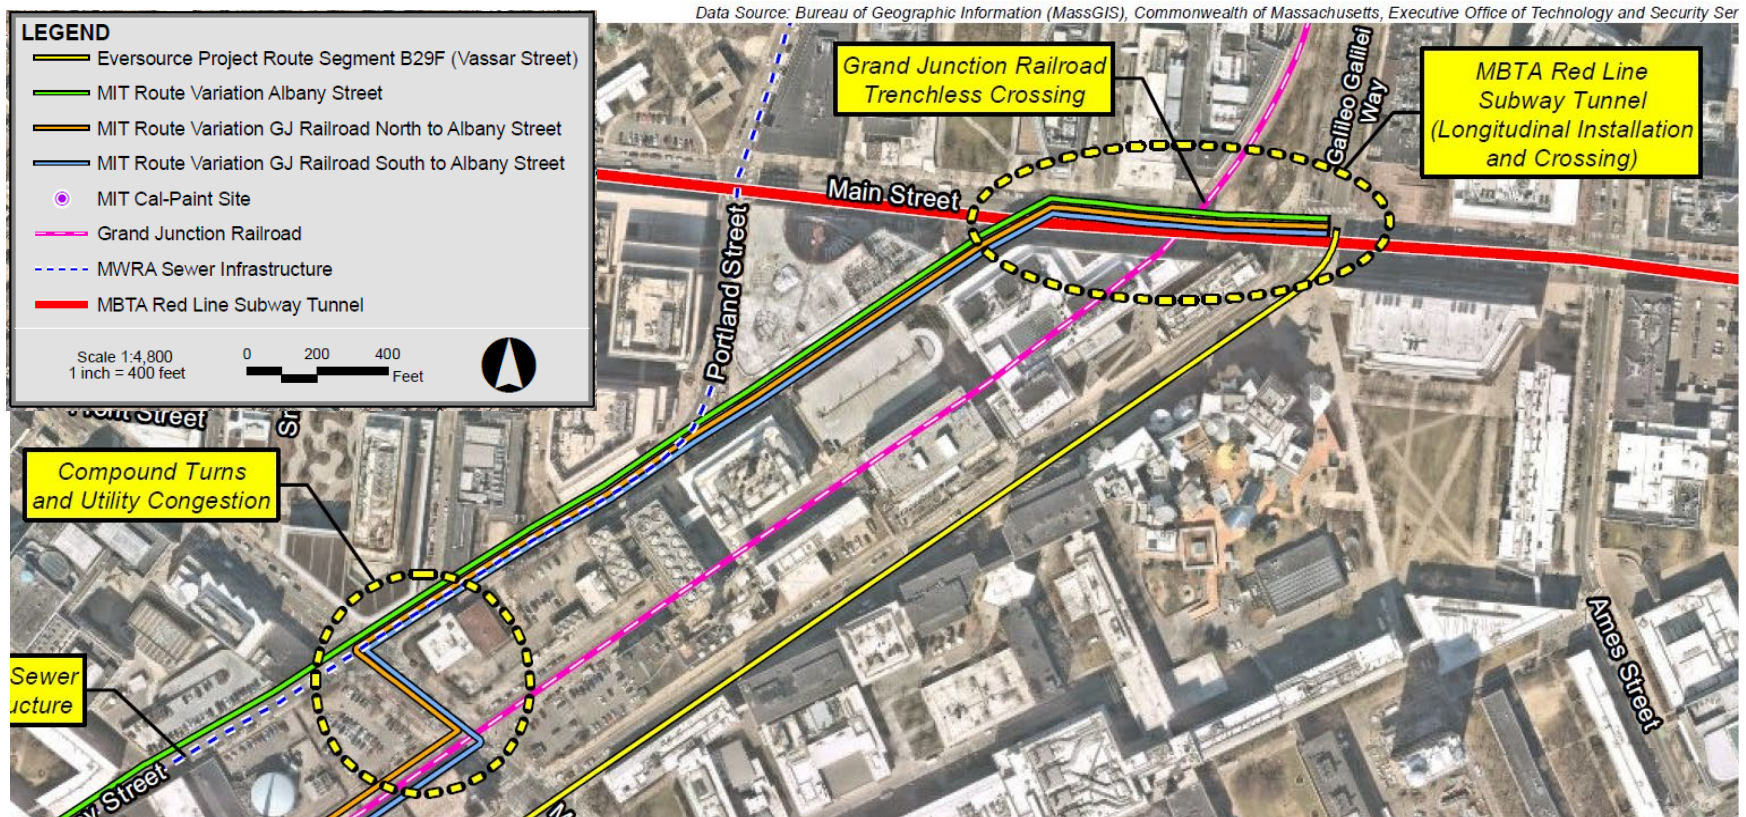 Data Source: Bureau of Geographic Information (MassGIS), Commonwealth of Massachusetts, Executive Office of Technology and Security Ser
LEGEND
Eversource Project Route Segment B29F (Vassar Street)
MIT Route Variation Albany Street
MIT Route Variation GJ Railroad North to Albany Street
MIT Route Variation GJ Railroad South to Albany Street
MIT Cal-Paint Site
Grand Junction Railroad
MWRA Sewer Infrastructure
MBTA Red Line Subway Tunnel
Scale 1:4,800
1 inch = 400 feet
0 200 400
Feet
Grand Junction Railroad
Trenchless Crossing
Galileo Galilei
Way
MBTA Red Line
Subway Tunnel
(Longitudinal Installation
and Crossing)
Main Street
Portland Street
Street
Compound Turns
and Utility Congestion
Sewer
ucture
y Street
Ames Street